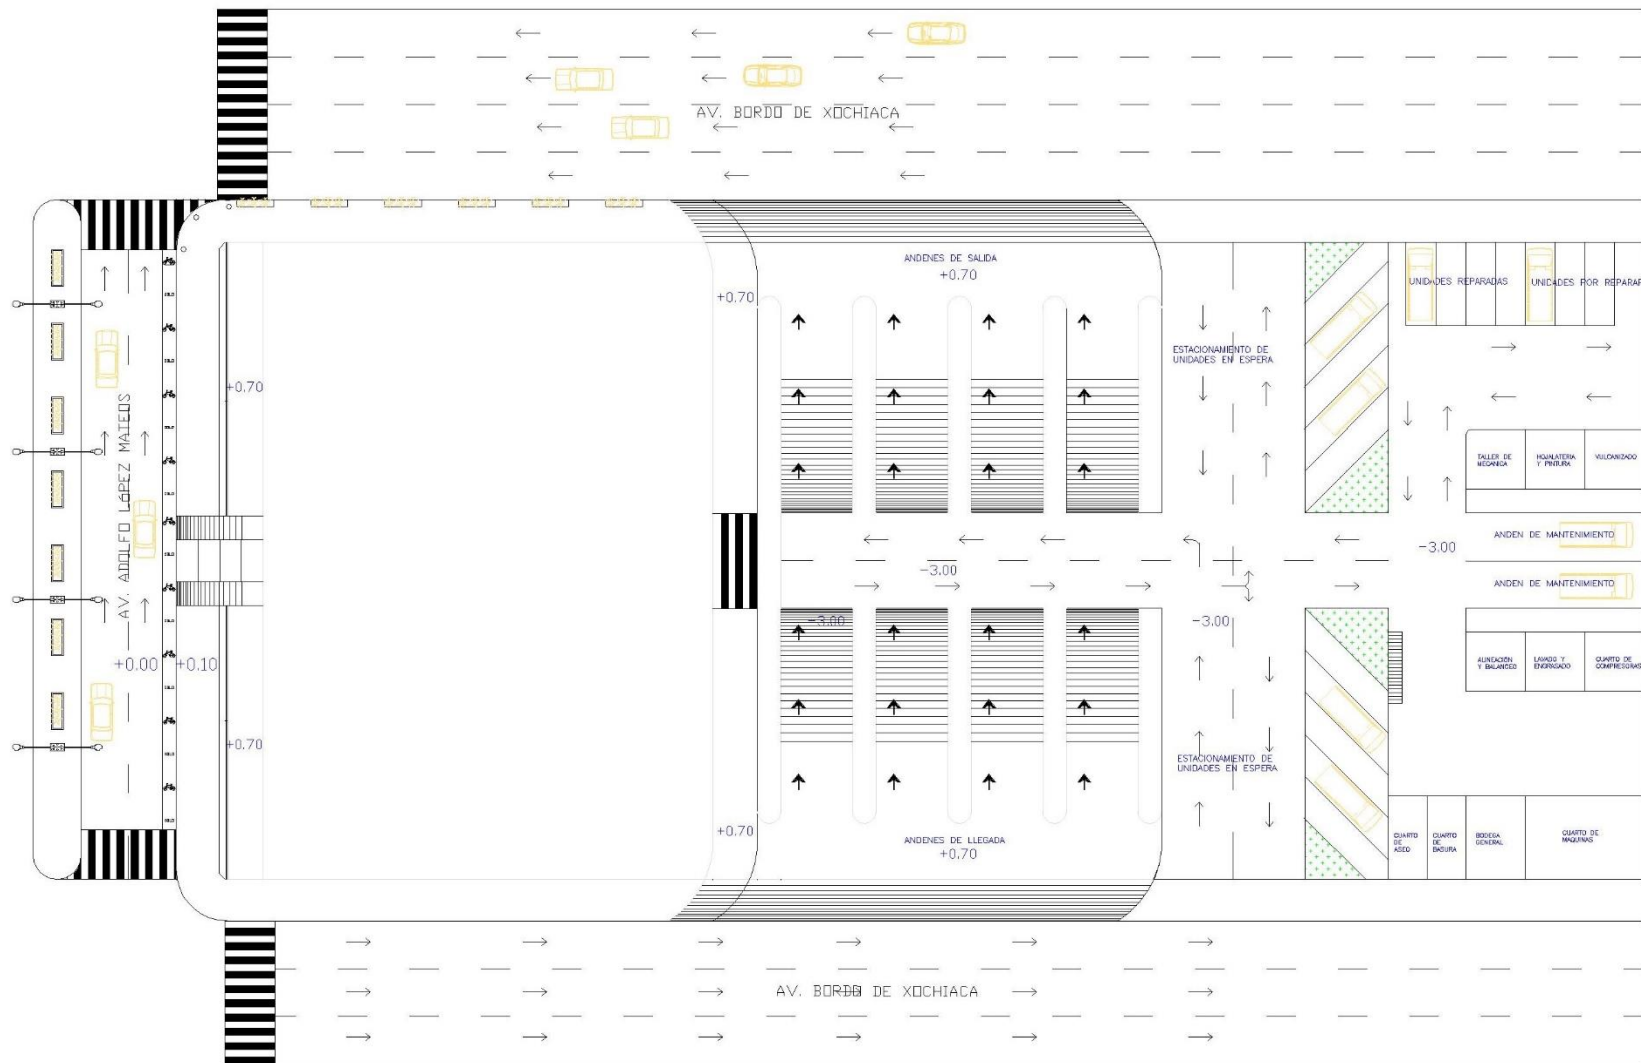 AV. BORDO DE XOCHIACA
ANDENES DE SALIDA
+0.70
+0.70
UNIDADES REPARADAS
UNIDADES POR REPARAR
ESTACIONAMIENTO DE
UNIDADES EN ESPERA
+0.70
AV. ADOLFO LÓPEZ MATEOS
TALLER DE
MECANICA
HOJALATERIA
Y PINTURA
VULCANIZADO
ANDEN DE MANTENIMIENTO
-3.00
-3.00
ANDEN DE MANTENIMIENTO
-3.00
-3.00
+0.00
+0.10
ALINEACIÓN
Y BALANCEO
LAVADO Y
ENGRASADO
CUARTO DE
COMPRESORAS
+0.70
ESTACIONAMIENTO DE
UNIDADES EN ESPERA
+0.70
ANDENES DE LLEGADA
+0.70
CUARTO
DE
ASEO
CUARTO
DE
BASURA
BODEGA
GENERAL
CUARTO DE
MAQUINAS
AV. BORDO DE XOCHIACA